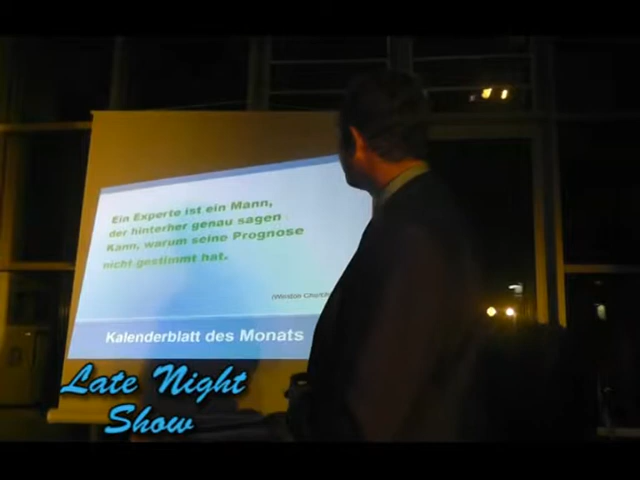 Ein Experte ist ein Mann,
der hinterher genau sagen
Kann, warum seine Prognose
nicht gestimmt hat.
(Winston
Kalenderblatt des Monats
Late Night
Show